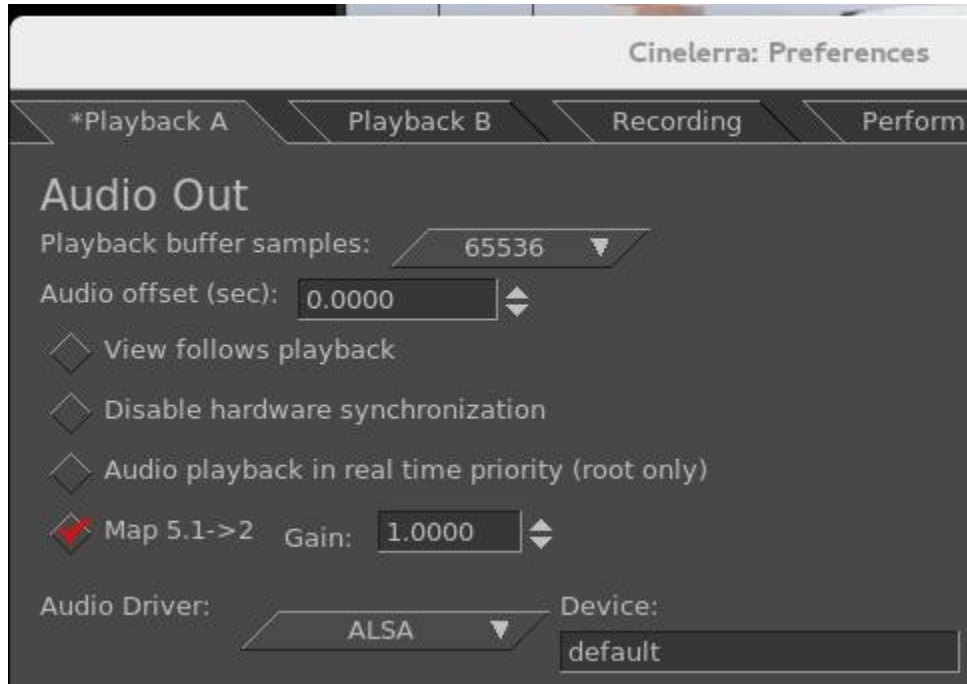 Cinelerra: Preferences
*Playback A Playback B Recording Perform
Audio Out
Playback buffer samples: 65536
Audio offset (sec): 0.0000
View follows playback
Disable hardware synchronization
Audio playback in real time priority (root only)
Map 5.1->2 Gain: 1.0000
Audio Driver: ALSA Device:
default